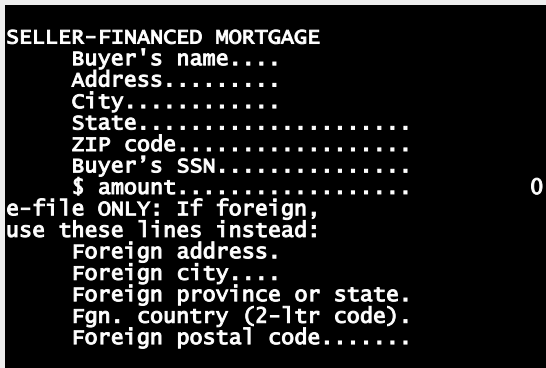 SELLER-FINANCED MORTGAGE
Buyer's name....
Address.........
City............
State.....................
ZIP code..................
Buyer’s SSN...............
$ amount.................. 0
e-file ONLY: If foreign,
use these lines instead:
Foreign address.
Foreign city....
Foreign province or state.
Fgn. country (2-ltr code).
Foreign postal code.......